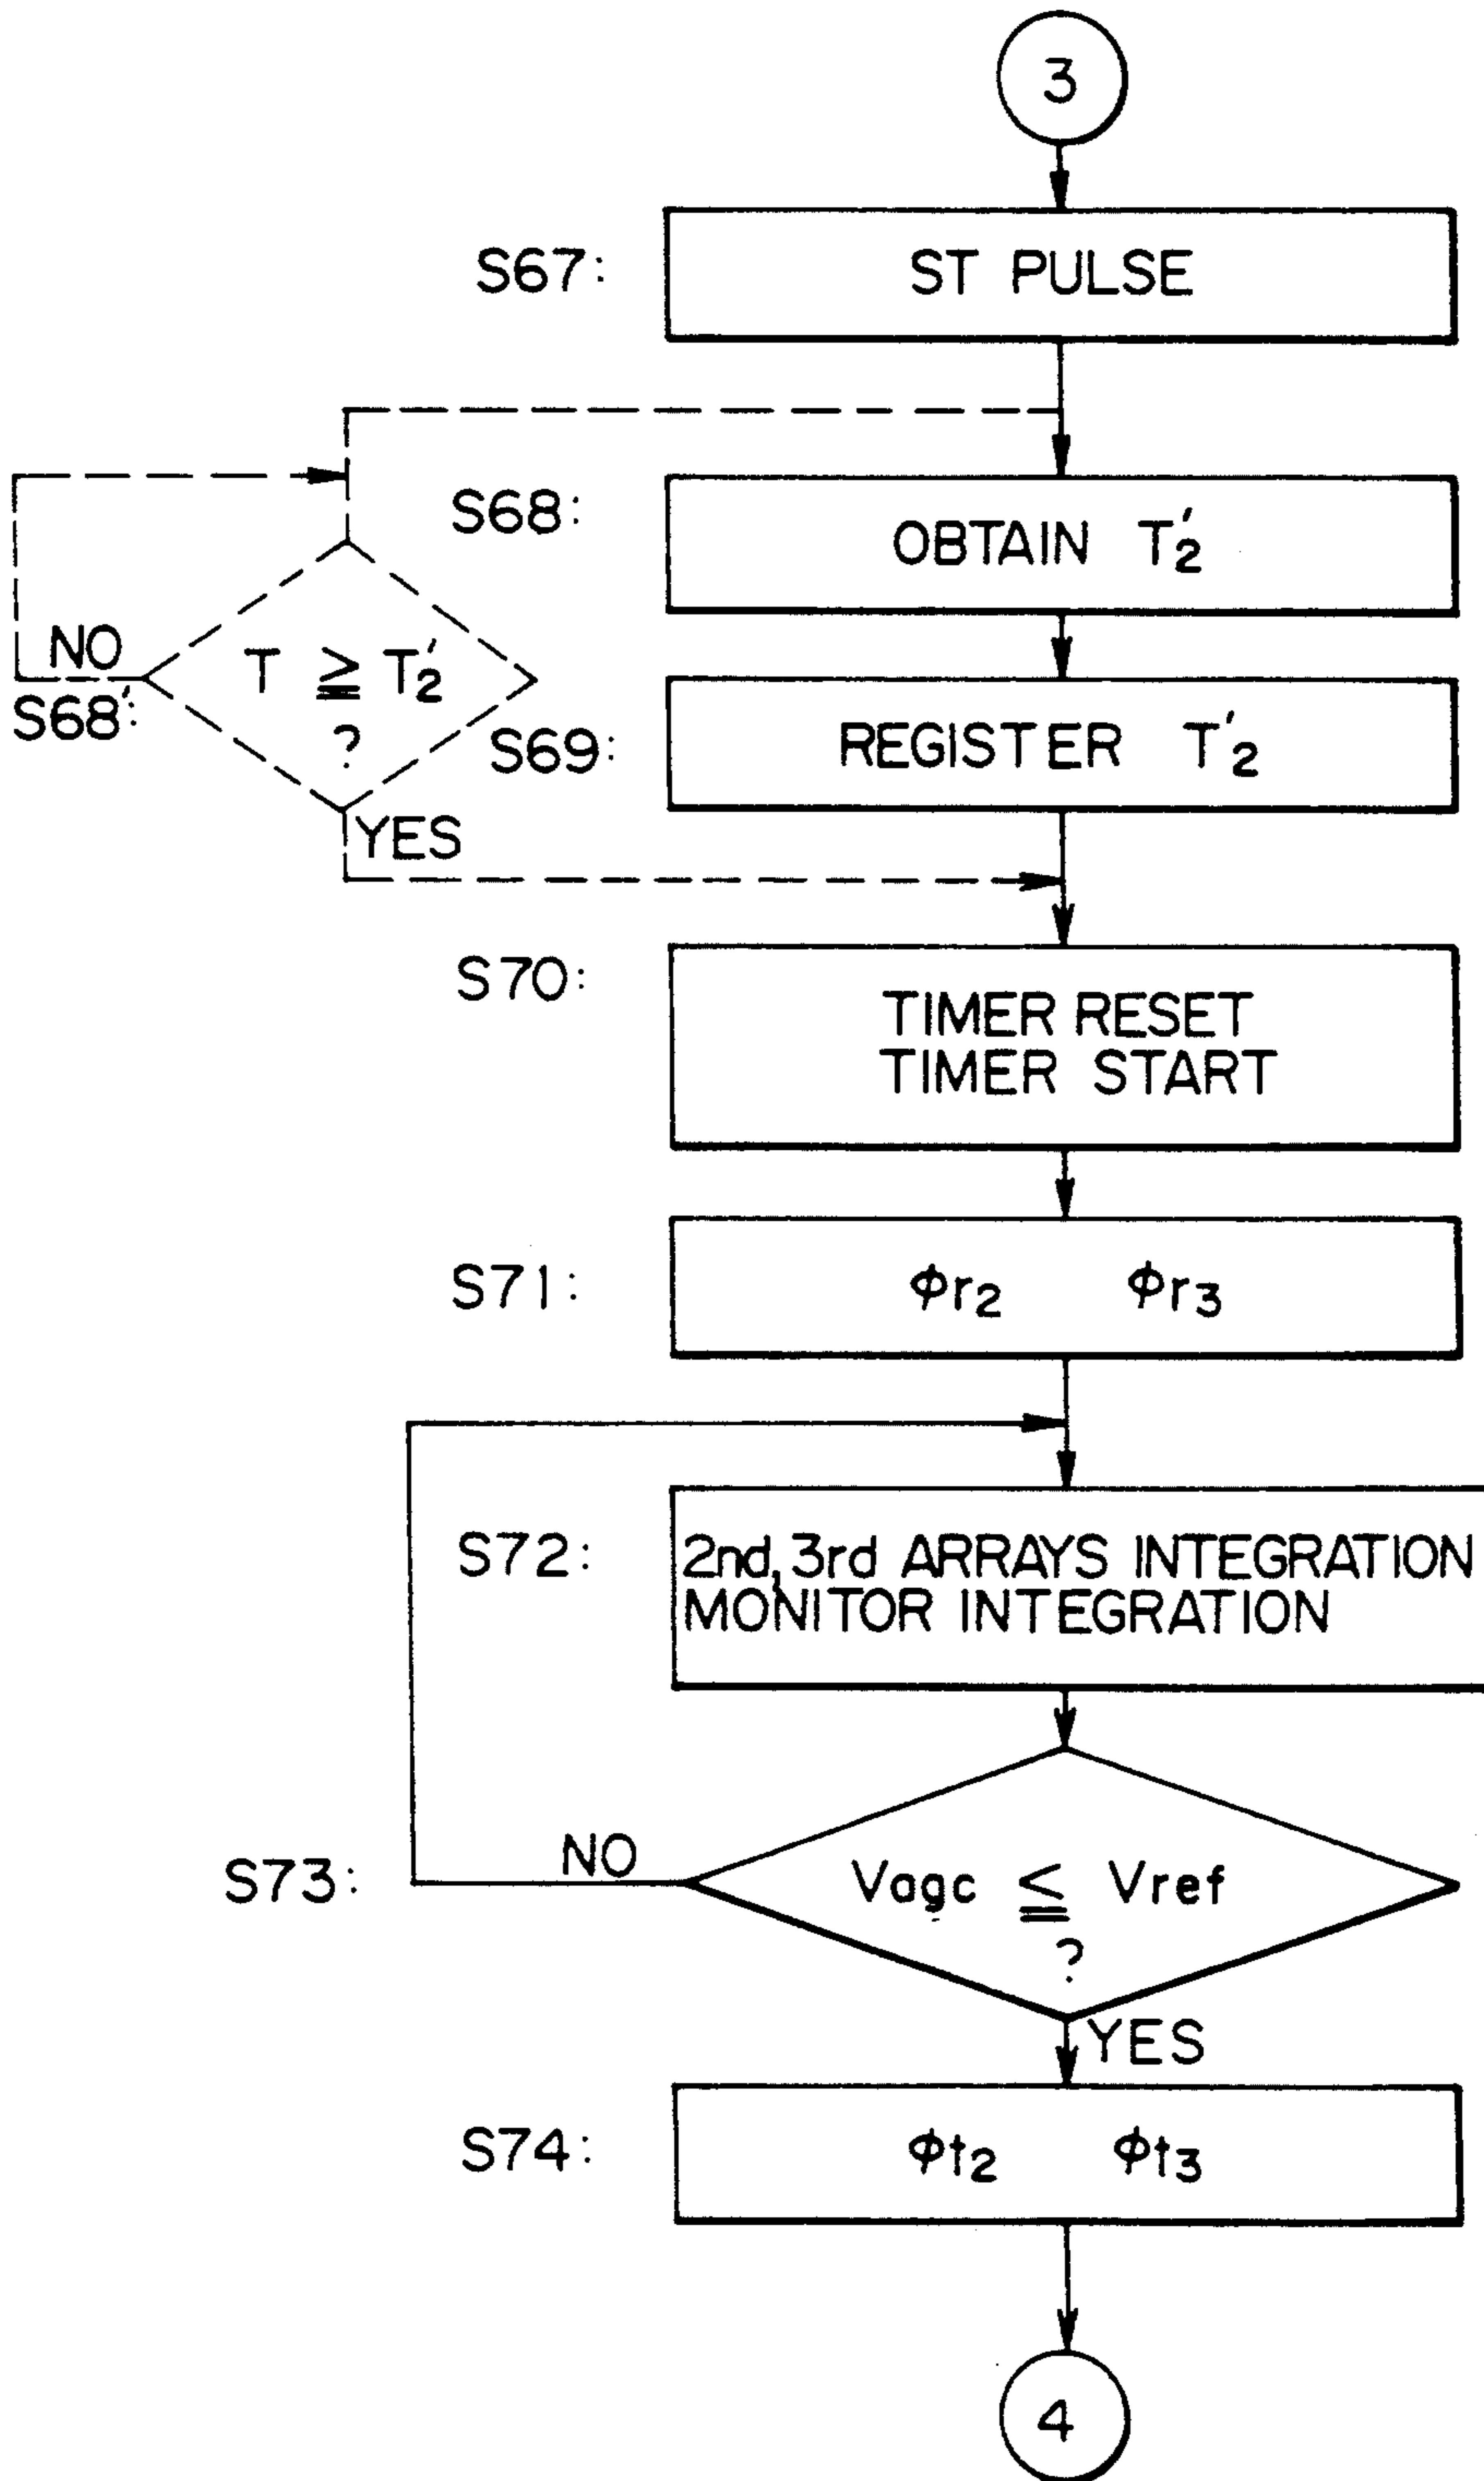 3
S67:
ST PULSE
S68:
OBTAIN T'2
NO
S68':
T ≧ T'2
?
S69:
REGISTER T'2
YES
S70:
TIMER RESET
TIMER START
S71:
φr2 φr3
S72:
2nd, 3rd ARRAYS INTEGRATION
MONITOR INTEGRATION
S73:
NO
Vagc ≦ Vref
?
YES
S74:
φt2 φt3
4